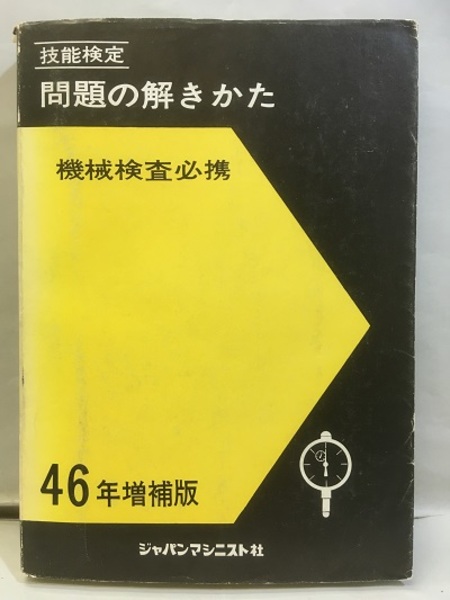 技能検定
問題の解きかた
機械検査必携
46年増補版
ジャパンマシニスト社